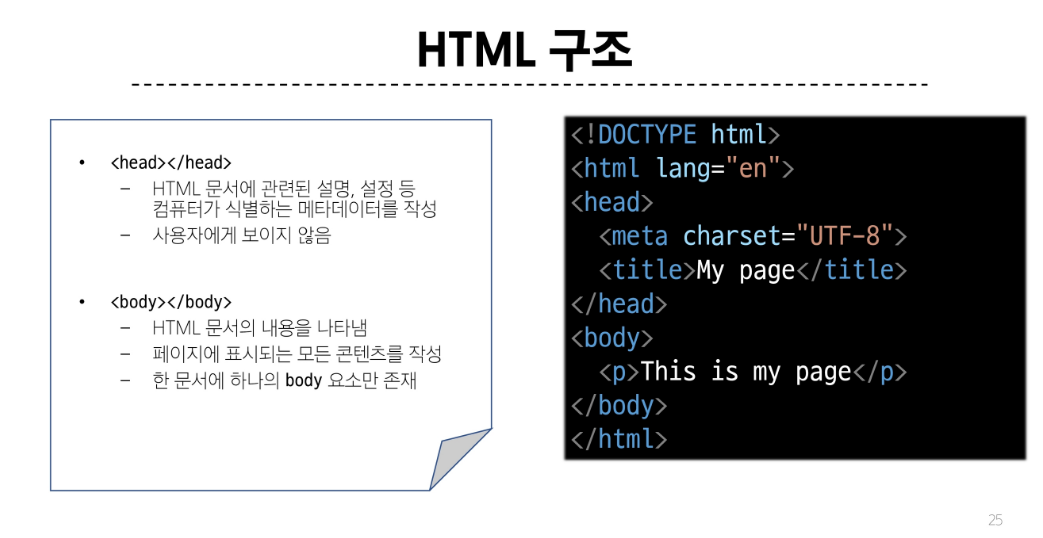 HTML 구조
• <head></head>
– HTML 문서에 관련된 설명, 설정 등
컴퓨터가 식별하는 메타데이터를 작성
– 사용자에게 보이지 않음
• <body></body>
– HTML 문서의 내용을 나타냄
– 페이지에 표시되는 모든 콘텐츠를 작성
– 한 문서에 하나의 body 요소만 존재
<!DOCTYPE html>
<html lang="en">
<head>
  <meta charset="UTF-8">
  <title>My page</title>
</head>
<body>
  <p>This is my page</p>
</body>
</html>
25